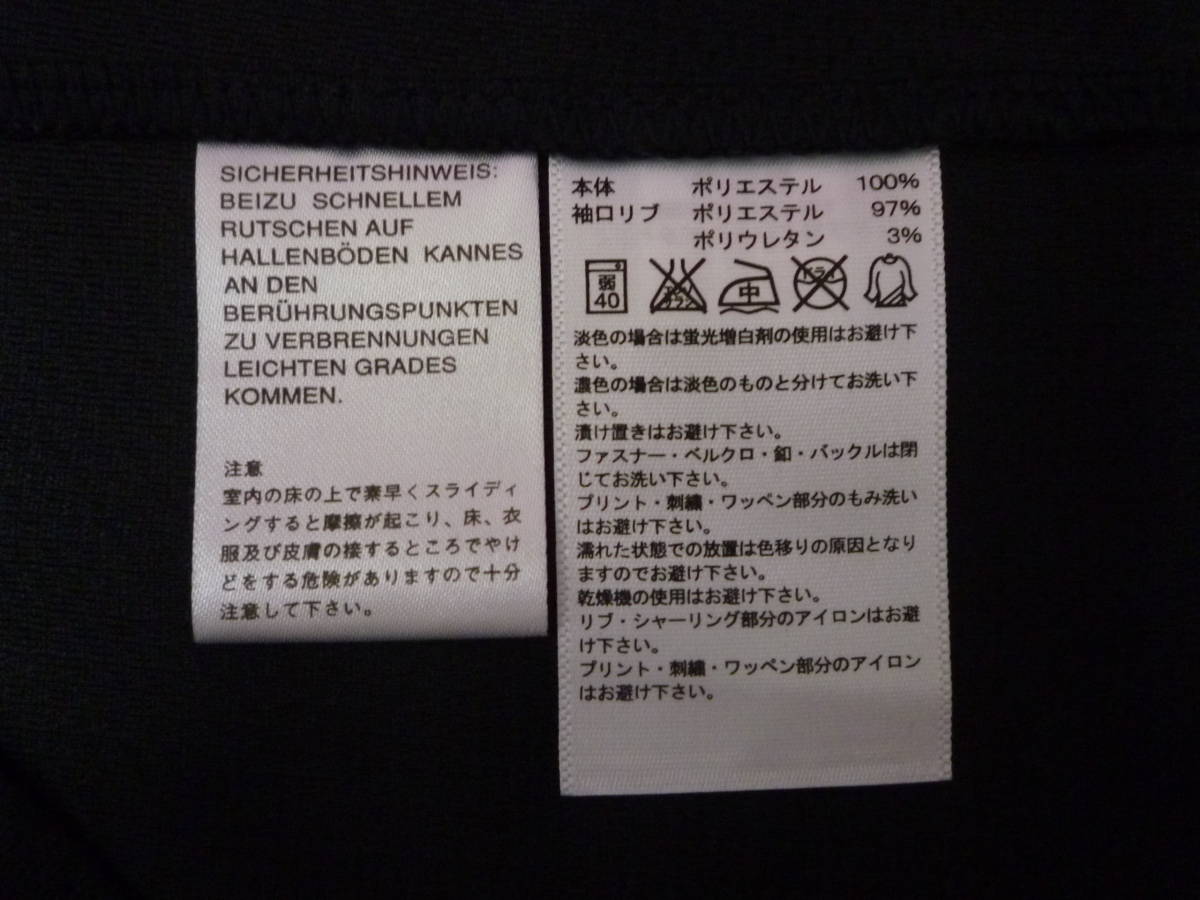 SICHERHEITSHINWEIS:
BEIZU SCHNELLEM
RUTSCHEN AUF
HALLENBÖDEN KANNES
AN DEN
BERÜHRUNGSPUNKTEN
ZU VERBRENNUNGEN
LEICHTEN GRADES
KOMMEN.
注意
室内の床の上で素早くスライディ
ングすると摩擦が起こり、床、衣
服及び皮膚の接するところでやけ
どをする危険がありますので十分
注意して下さい。
本体 ポリエステル 100%
袖口リブ ポリエステル 97%
ポリウレタン 3%
弱
40
エンソ
サラシ
中
ドライ
淡色の場合は蛍光増白剤の使用はお避け下
さい。
濃色の場合は淡色のものと分けてお洗い下
さい。
漬け置きはお避け下さい。
ファスナー・ベルクロ・釦・バックルは閉
じてお洗い下さい。
プリント・刺繍・ワッペン部分のもみ洗い
はお避け下さい。
濡れた状態での放置は色移りの原因となり
ますのでお避け下さい。
乾燥機の使用はお避け下さい。
リブ・シャーリング部分のアイロンはお避
け下さい。
プリント・刺繍・ワッペン部分のアイロン
はお避け下さい。